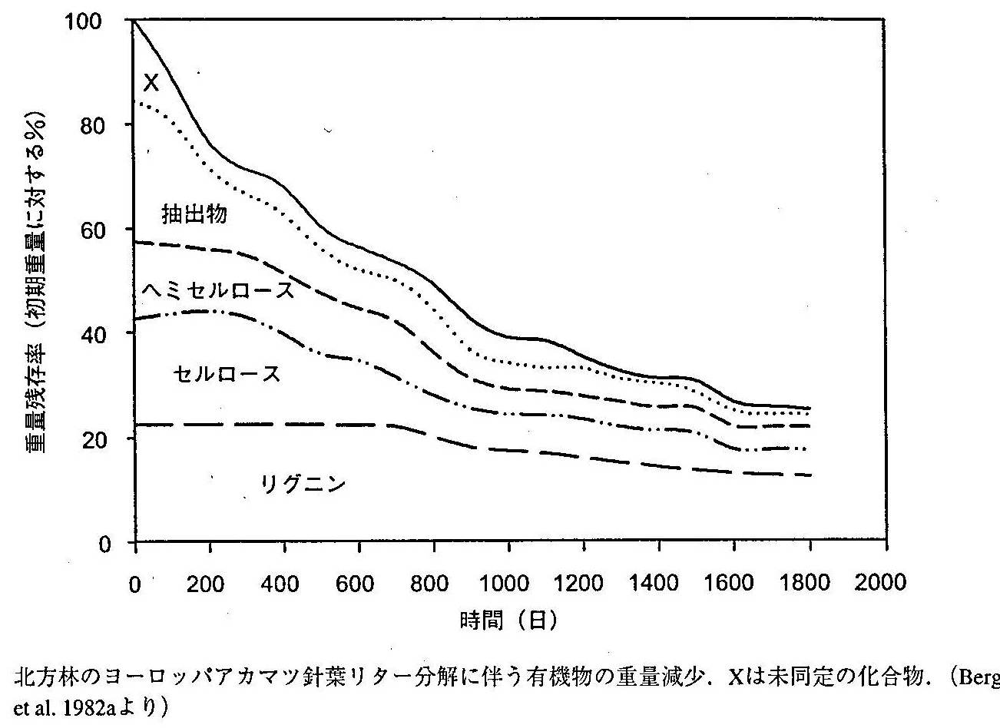 100
80
60
40
20
0
重量残存率（初期重量に対する%）
X
抽出物
ヘミセルロース
セルロース
リグニン
0 200 400 600 800 1000 1200 1400 1600 1800 2000
時間（日）
北方林のヨーロッパアカマツ針葉リター分解に伴う有機物の重量減少．Xは未同定の化合物．（Berg
et al. 1982aより）